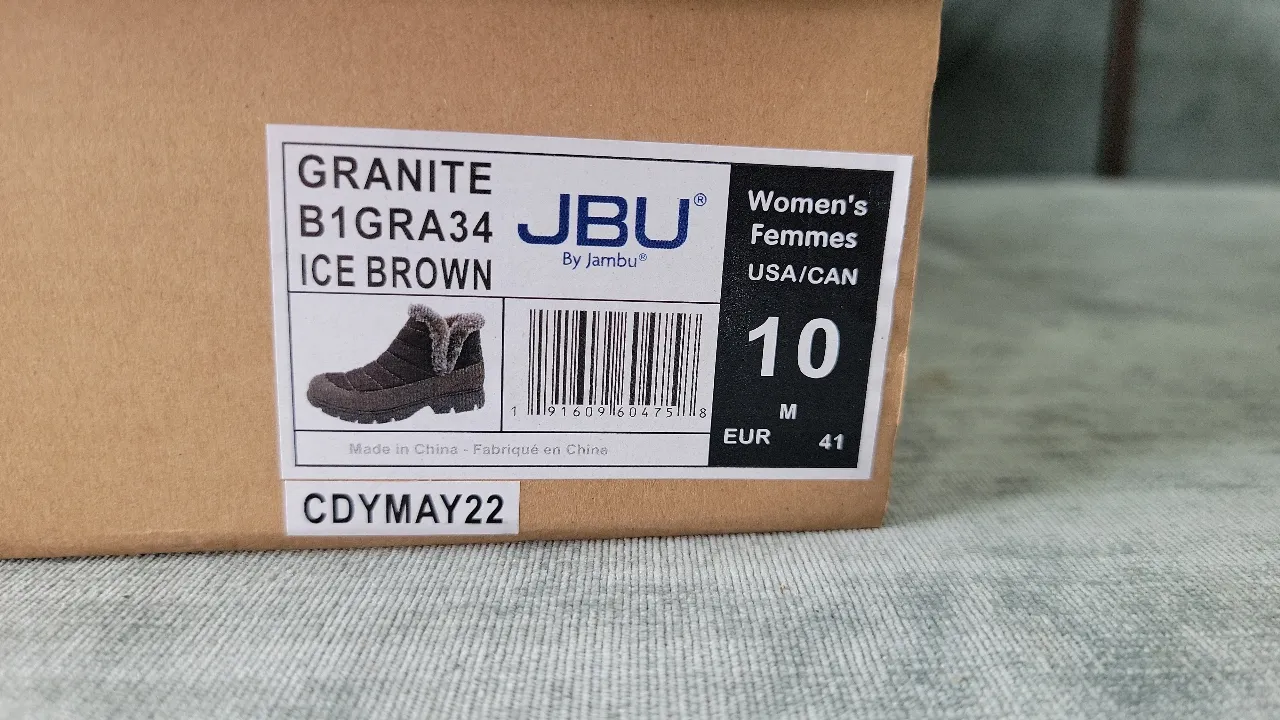 GRANITE
B1GRA34
ICE BROWN
JBU®
By Jambu®
Women's
Femmes
USA/CAN
10
M
EUR 41
1 91609 60475 8
Made in China - Fabriqué en China
CDYMAY22